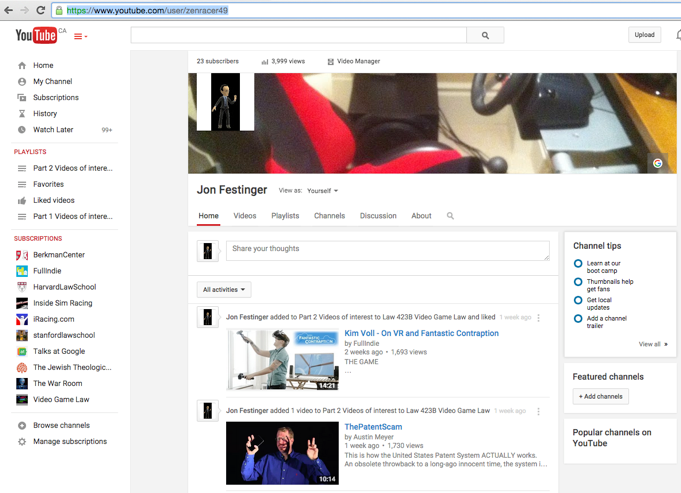 https://www.youtube.com/user/zenracer49
YouTube CA
Upload
Home
My Channel
Subscriptions
History
Watch Later 99+
PLAYLISTS
Part 2 Videos of intere...
Favorites
Liked videos
Part 1 Videos of intere...
SUBSCRIPTIONS
BerkmanCenter
FullIndie
HarvardLawSchool
Inside Sim Racing
iRacing.com
stanfordlawschool
Talks at Google
The Jewish Theologic...
The War Room
Video Game Law
Browse channels
Manage subscriptions
23 subscribers
3,999 views
Video Manager
Jon Festinger
View as: Yourself
Home Videos Playlists Channels Discussion About
Share your thoughts
All activities
Jon Festinger added to Part 2 Videos of interest to Law 423B Video Game Law and liked 1 week ago
FANTASTIC
CONTRAPTION
14:21
Kim Voll - On VR and Fantastic Contraption
by FullIndie
2 weeks ago • 1,693 views
THE GAME
...
Jon Festinger added 1 video to Part 2 Videos of interest to Law 423B Video Game Law 1 week ago
10:14
ThePatentScam
by Austin Meyer
1 week ago • 1,730 views
This is how the United States Patent System ACTUALLY works.
An obsolete throwback to a long-ago innocent time, the system i...
Channel tips
Learn at our
boot camp
Thumbnails help
get fans
Get local
updates
Add a channel
trailer
View all »
Featured channels
+ Add channels
Popular channels on
YouTube